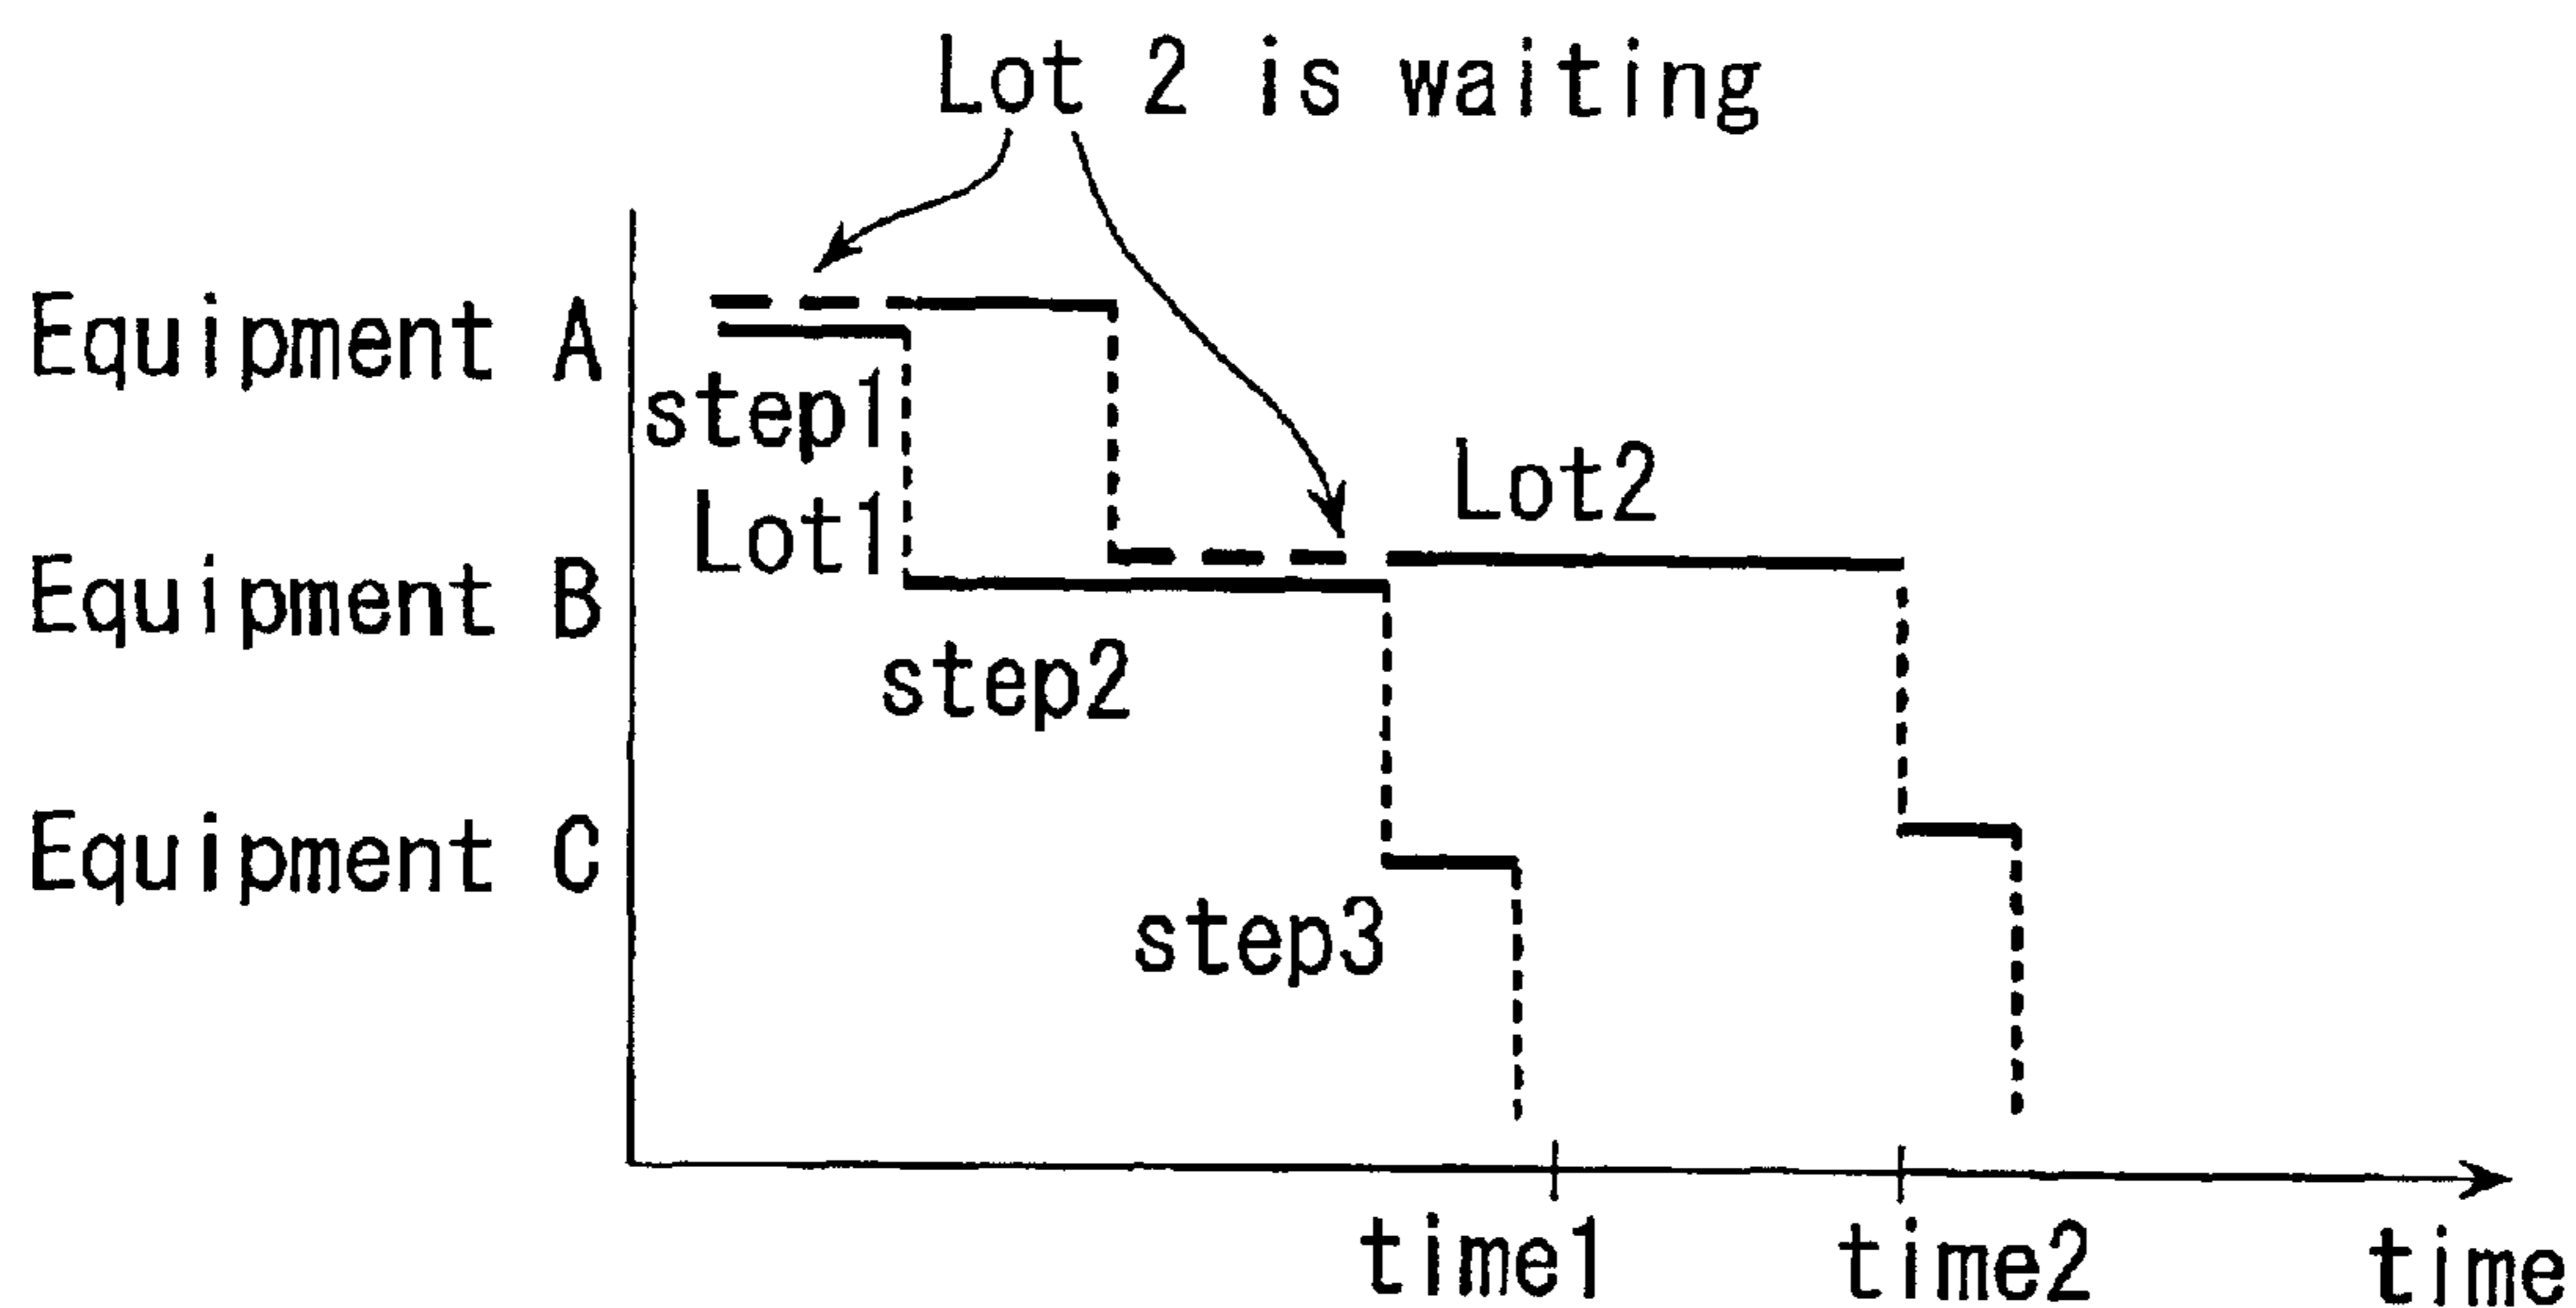 Lot 2 is waiting
Equipment A
step1
Lot1
Lot2
Equipment B
step2
Equipment C
step3
time1
time2
time